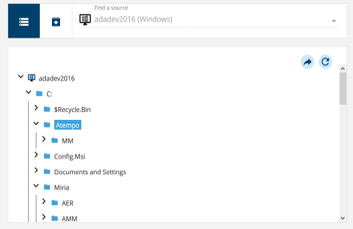 Find a source
adadev2016 (Windows)
adadev2016
C:
$Recycle.Bin
Atempo
MM
Config.Msi
Documents and Settings
Miria
AER
AMM